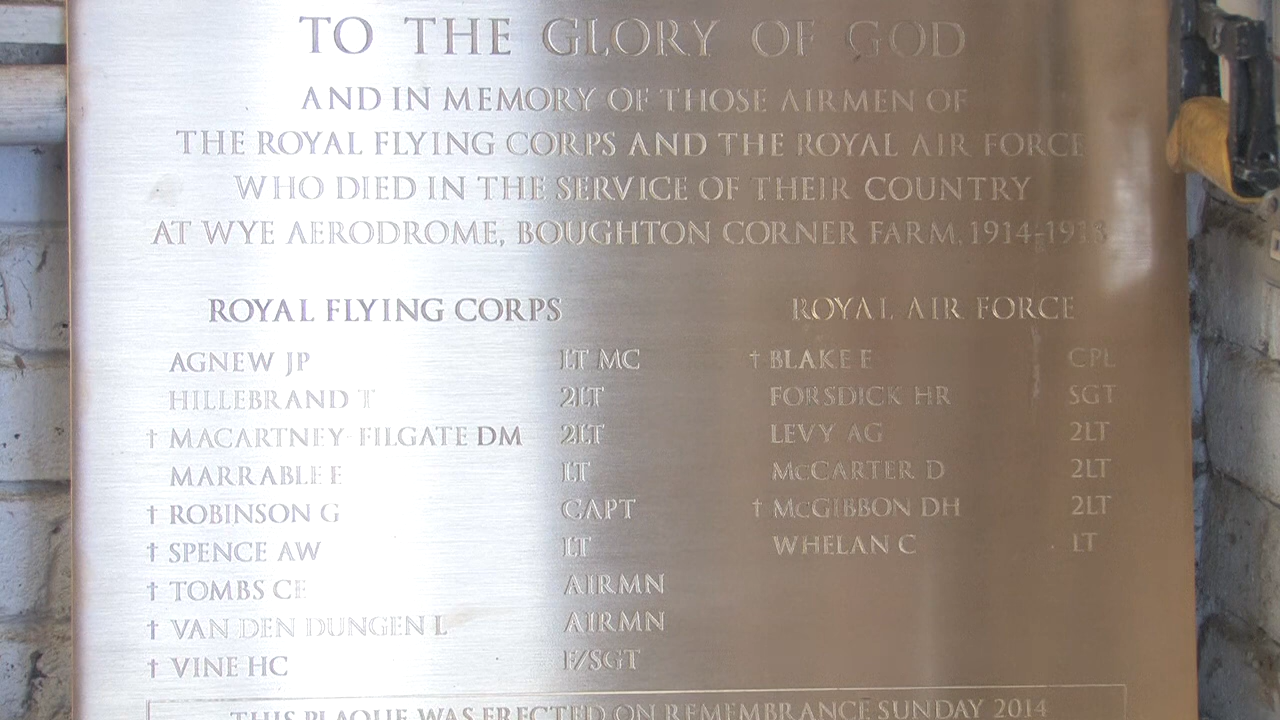 TO THE GLORY OF GOD
AND IN MEMORY OF THOSE AIRMEN OF
THE ROYAL FLYING CORPS AND THE ROYAL AIR FORCE
WHO DIED IN THE SERVICE OF THEIR COUNTRY
AT WYE AERODROME, BOUGHTON CORNER FARM, 1914-1918
ROYAL FLYING CORPS
AGNEW JP LT MC
HILLEBRAND T 2LT
† MACARTNEY-FILGATE DM 2LT
MARRABLE E LT
† ROBINSON G CAPT
† SPENCE AW LT
† TOMBS CE AIRMN
† VAN DEN DUNGEN L AIRMN
† VINE HC F/SGT
ROYAL AIR FORCE
† BLAKE F CPL
FORSDICK HR SGT
LEVY AG 2LT
McCARTER D 2LT
† McGIBBON DH 2LT
WHELAN C LT
THIS PLAQUE WAS ERECTED ON REMEMBRANCE SUNDAY 2014